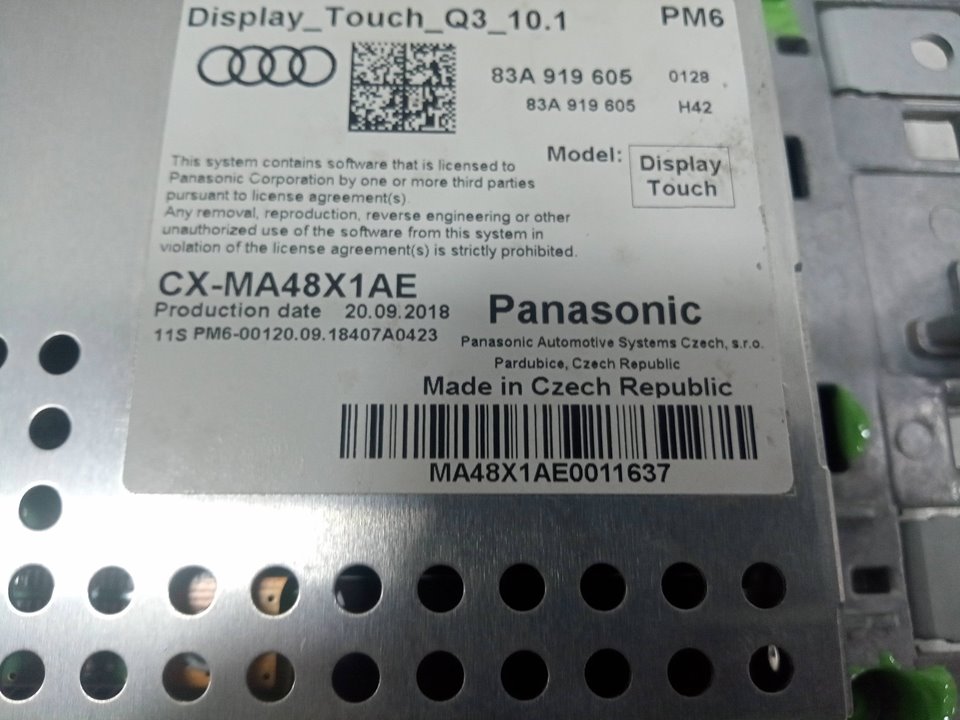 Display_Touch_Q3_10.1 PM6
83A 919 605 0128
83A 919 605 H42
Model: Display Touch
This system contains software that is licensed to
Panasonic Corporation by one or more third parties
pursuant to license agreement(s).
Any removal, reproduction, reverse engineering or other
unauthorized use of the software from this system in
violation of the license agreement(s) is strictly prohibited.
CX-MA48X1AE
Production date 20.09.2018
11S PM6-00120.09.18407A0423
Panasonic
Panasonic Automotive Systems Czech, s.r.o.
Pardubice, Czech Republic
Made in Czech Republic
MA48X1AE0011637